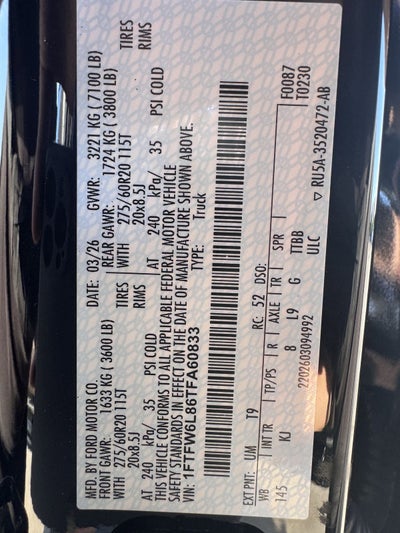 MFD. BY FORD MOTOR CO. DATE: 03/26 GVWR: 3221 KG ( 7100 LB)
FRONT GAWR: 1633 KG ( 3600 LB) REAR GAWR: 1724 KG ( 3800 LB)
WITH 275/60R20 115T TIRES WITH 275/60R20 115T TIRES
20x8.5J RIMS 20x8.5J RIMS
AT 240 kPa/ 35 PSI COLD AT 240 kPa/ 35 PSI COLD
THIS VEHICLE CONFORMS TO ALL APPLICABLE FEDERAL MOTOR VEHICLE
SAFETY STANDARDS IN EFFECT ON THE DATE OF MANUFACTURE SHOWN ABOVE.
VIN: 1FTFW6L86TFA60833 TYPE: Truck
F0087
T0230
EXT PNT: UM T9 RC: 52 DSO:
WB INT TR TP/PS R AXLE TR SPR
145 KJ 8 L9 G TTBB
ULC
2202603094992 ▽ RU5A-3520472-AB